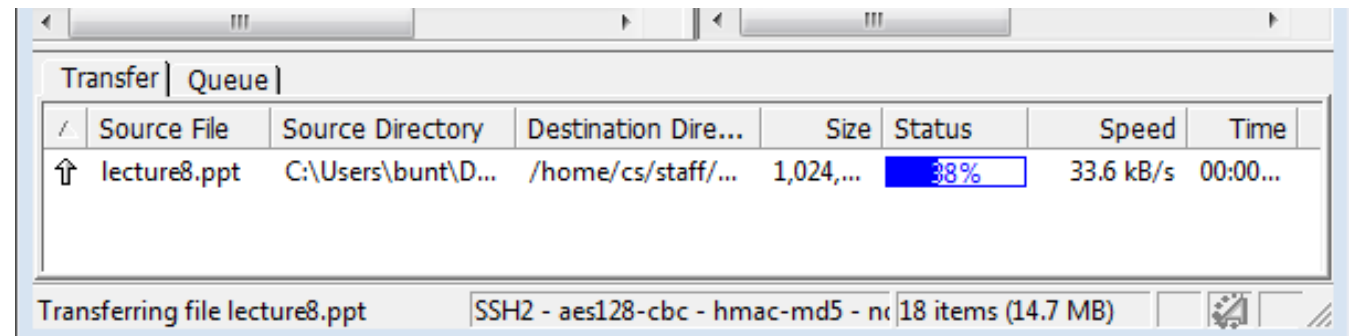 Transfer Queue
Source File Source Directory Destination Dire... Size Status Speed Time
lecture8.ppt C:\Users\bunt\D... /home/cs/staff/... 1,024,... 38% 33.6 kB/s 00:00...
Transferring file lecture8.ppt SSH2 - aes128-cbc - hmac-md5 - 18 items (14.7 MB)